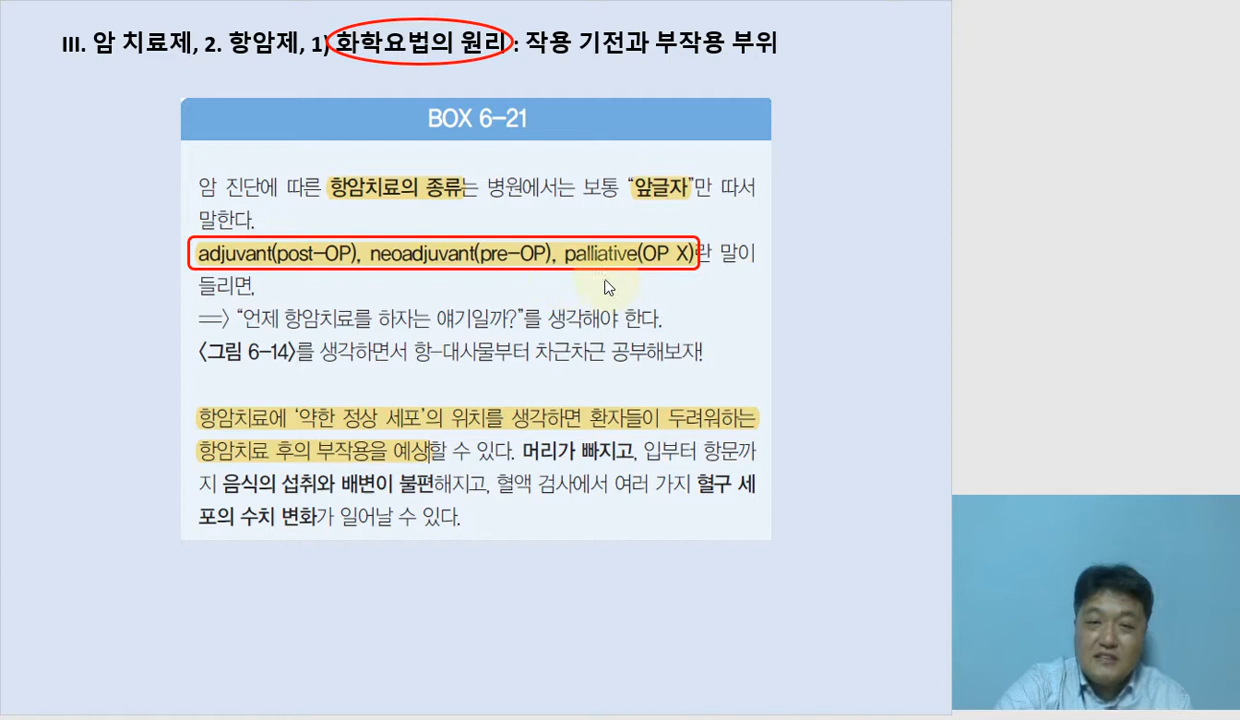 III. 암 치료제, 2. 항암제, 1) 화학요법의 원리 : 작용 기전과 부작용 부위
BOX 6-21
암 진단에 따른 항암치료의 종류는 병원에서는 보통 “앞글자”만 따서
말한다.
adjuvant(post-OP), neoadjuvant(pre-OP), palliative(OP X)란 말이
들리면,
==> “언제 항암치료를 하자는 얘기일까?”를 생각해야 한다.
<그림 6-14>를 생각하면서 항-대사물부터 차근차근 공부해보자!
항암치료에 ‘약한 정상 세포’의 위치를 생각하면 환자들이 두려워하는
항암치료 후의 부작용을 예상할 수 있다. 머리가 빠지고, 입부터 항문까
지 음식의 섭취와 배변이 불편해지고, 혈액 검사에서 여러 가지 혈구 세
포의 수치 변화가 일어날 수 있다.